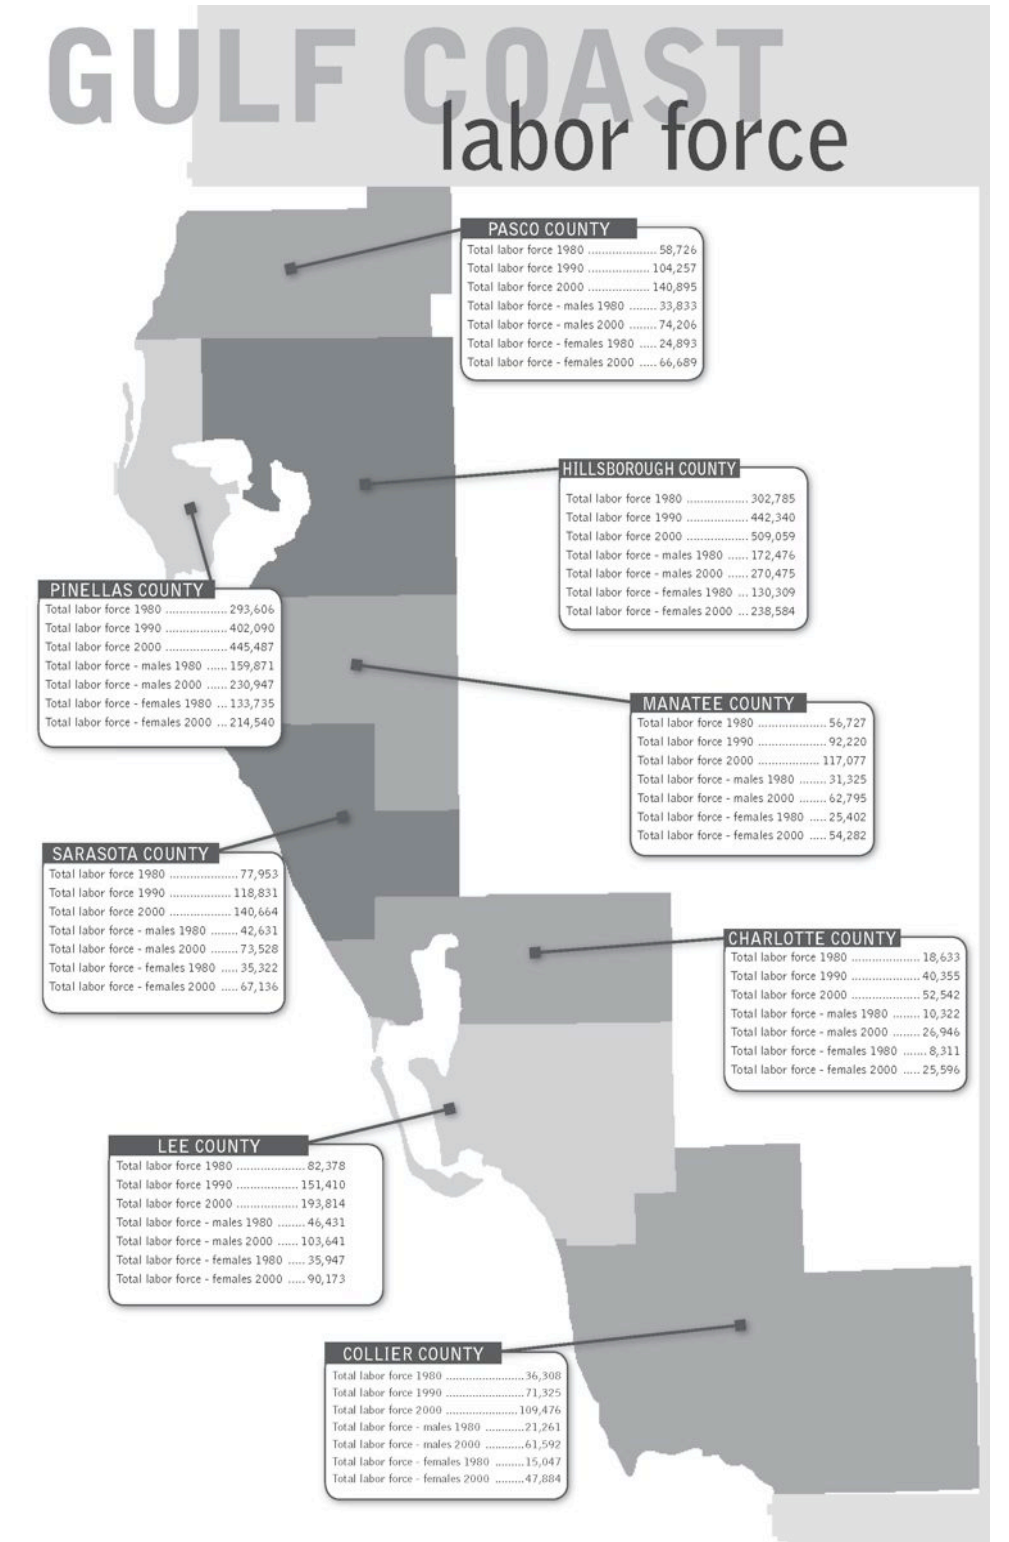 GULF COAST
labor force
PASCO COUNTY
Total labor force 1980 .................... 58,726
Total labor force 1990 .................. 104,257
Total labor force 2000 .................. 140,895
Total labor force - males 1980 ........ 33,833
Total labor force - males 2000 ........ 74,206
Total labor force - females 1980 ..... 24,893
Total labor force - females 2000 ..... 66,689
HILLSBOROUGH COUNTY
Total labor force 1980 .................. 302,785
Total labor force 1990 .................. 442,340
Total labor force 2000 .................. 509,059
Total labor force - males 1980 ...... 172,476
Total labor force - males 2000 ...... 270,475
Total labor force - females 1980 ... 130,309
Total labor force - females 2000 ... 238,584
PINELLAS COUNTY
Total labor force 1980 .................. 293,606
Total labor force 1990 .................. 402,090
Total labor force 2000 .................. 445,487
Total labor force - males 1980 ...... 159,871
Total labor force - males 2000 ...... 230,947
Total labor force - females 1980 ... 133,735
Total labor force - females 2000 ... 214,540
MANATEE COUNTY
Total labor force 1980 .................... 56,727
Total labor force 1990 .................... 92,220
Total labor force 2000 .................. 117,077
Total labor force - males 1980 ........ 31,325
Total labor force - males 2000 ........ 62,795
Total labor force - females 1980 ..... 25,402
Total labor force - females 2000 ..... 54,282
SARASOTA COUNTY
Total labor force 1980 .................... 77,953
Total labor force 1990 .................. 118,831
Total labor force 2000 .................. 140,664
Total labor force - males 1980 ........ 42,631
Total labor force - males 2000 ........ 73,528
Total labor force - females 1980 ..... 35,322
Total labor force - females 2000 ..... 67,136
CHARLOTTE COUNTY
Total labor force 1980 .................... 18,633
Total labor force 1990 .................... 40,355
Total labor force 2000 .................... 52,542
Total labor force - males 1980 ........ 10,322
Total labor force - males 2000 ........ 26,946
Total labor force - females 1980 ....... 8,311
Total labor force - females 2000 ..... 25,596
LEE COUNTY
Total labor force 1980 .................... 82,378
Total labor force 1990 .................. 151,410
Total labor force 2000 .................. 193,814
Total labor force - males 1980 ........ 46,431
Total labor force - males 2000 ...... 103,641
Total labor force - females 1980 ..... 35,947
Total labor force - females 2000 ..... 90,173
COLLIER COUNTY
Total labor force 1980 ........................36,308
Total labor force 1990 ........................71,325
Total labor force 2000 ......................109,476
Total labor force - males 1980 ............21,261
Total labor force - males 2000 ............61,592
Total labor force - females 1980 .........15,047
Total labor force - females 2000 .........47,884